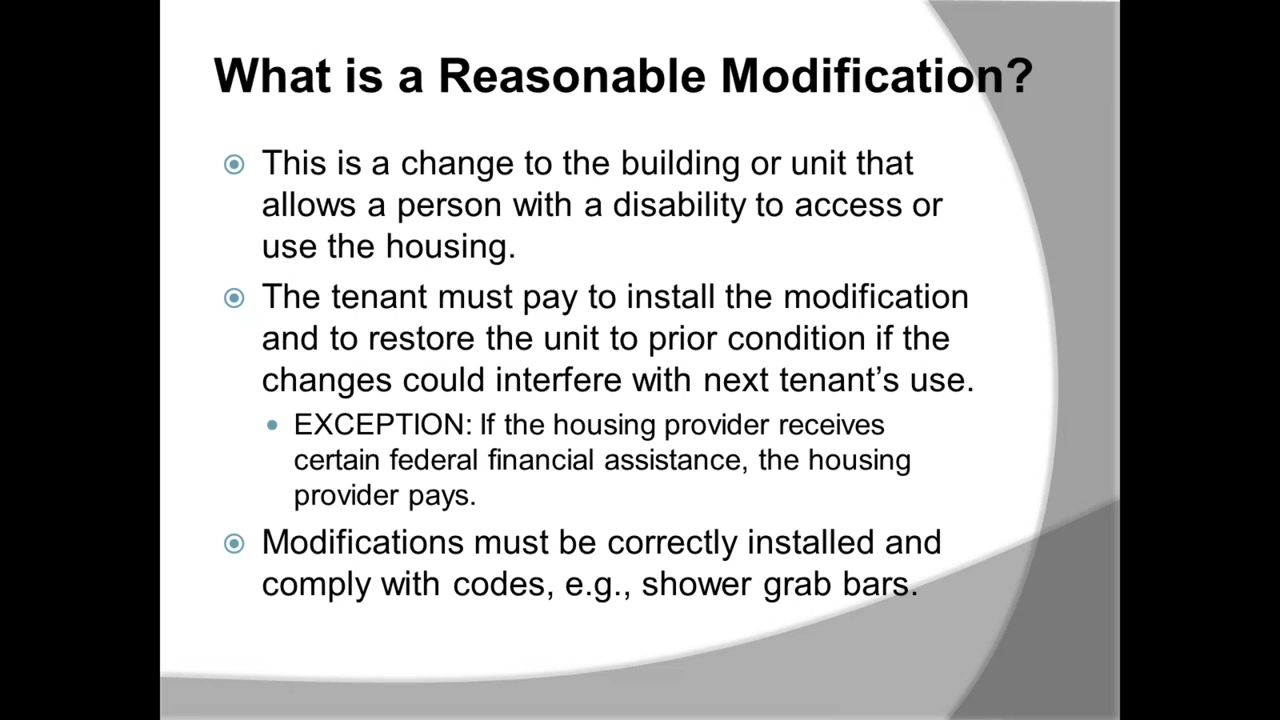 What is a Reasonable Modification?
This is a change to the building or unit that
allows a person with a disability to access or
use the housing.
The tenant must pay to install the modification
and to restore the unit to prior condition if the
changes could interfere with next tenant’s use.
EXCEPTION: If the housing provider receives
certain federal financial assistance, the housing
provider pays.
Modifications must be correctly installed and
comply with codes, e.g., shower grab bars.